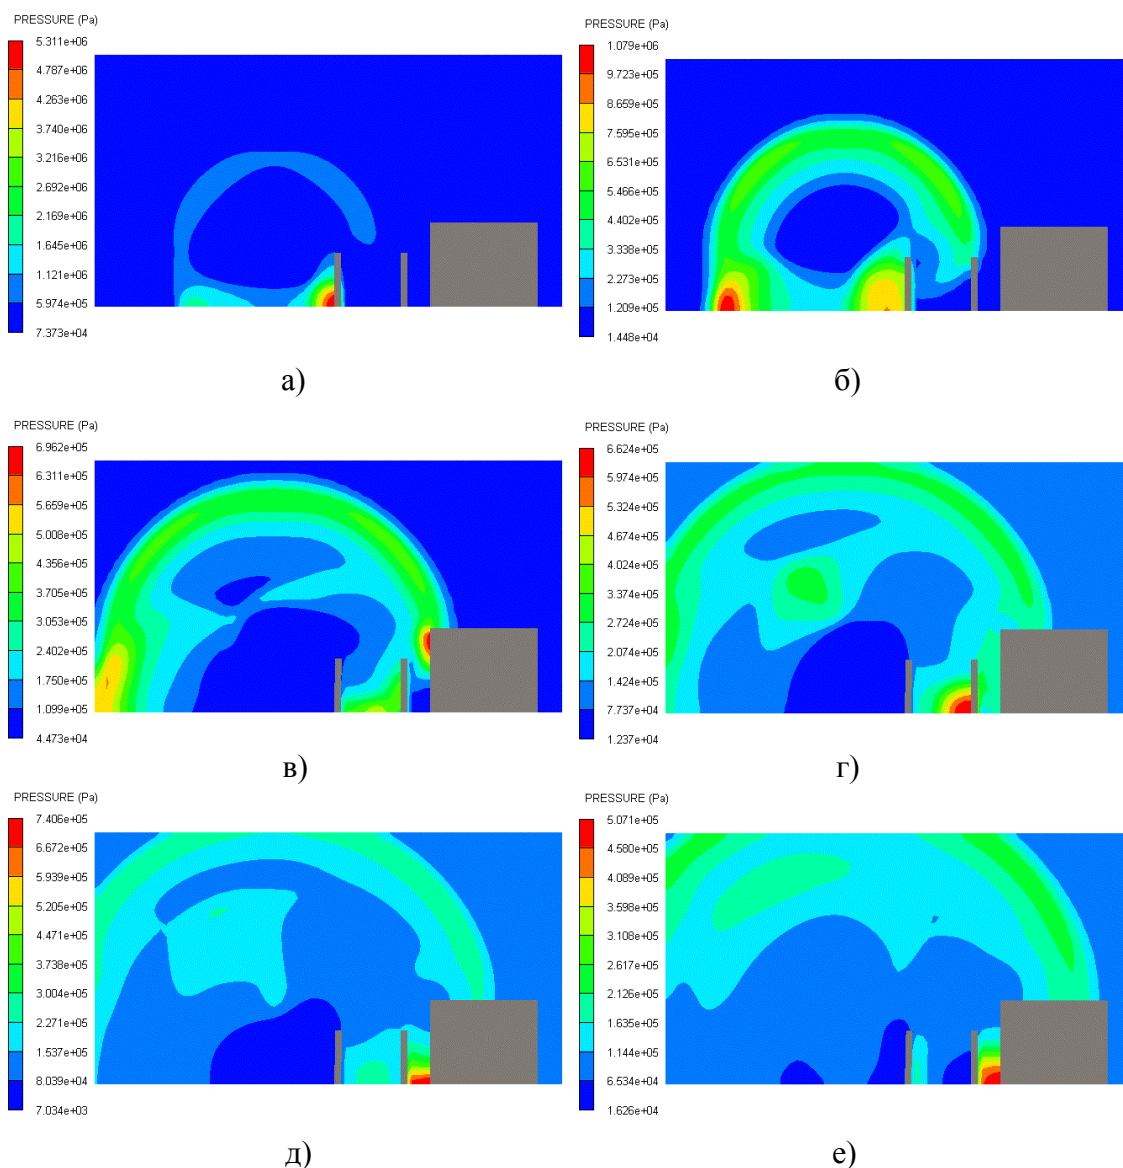 PRESSURE (Pa)
5.311e+06
4.787e+06
4.263e+06
3.740e+06
3.216e+06
2.692e+06
2.169e+06
1.645e+06
1.121e+06
5.974e+05
7.373e+04
а)
PRESSURE (Pa)
1.079e+06
9.723e+05
8.659e+05
7.595e+05
6.531e+05
5.466e+05
4.402e+05
3.338e+05
2.273e+05
1.209e+05
1.448e+04
б)
PRESSURE (Pa)
6.962e+05
6.311e+05
5.659e+05
5.008e+05
4.356e+05
3.705e+05
3.053e+05
2.402e+05
1.750e+05
1.099e+05
4.473e+04
в)
PRESSURE (Pa)
6.624e+05
5.974e+05
5.324e+05
4.674e+05
4.024e+05
3.374e+05
2.724e+05
2.074e+05
1.424e+05
7.737e+04
1.237e+04
г)
PRESSURE (Pa)
7.406e+05
6.672e+05
5.939e+05
5.205e+05
4.471e+05
3.738e+05
3.004e+05
2.271e+05
1.537e+05
8.039e+04
7.034e+03
д)
PRESSURE (Pa)
5.071e+05
4.580e+05
4.089e+05
3.598e+05
3.108e+05
2.617e+05
2.126e+05
1.635e+05
1.144e+05
6.534e+04
1.626e+04
е)